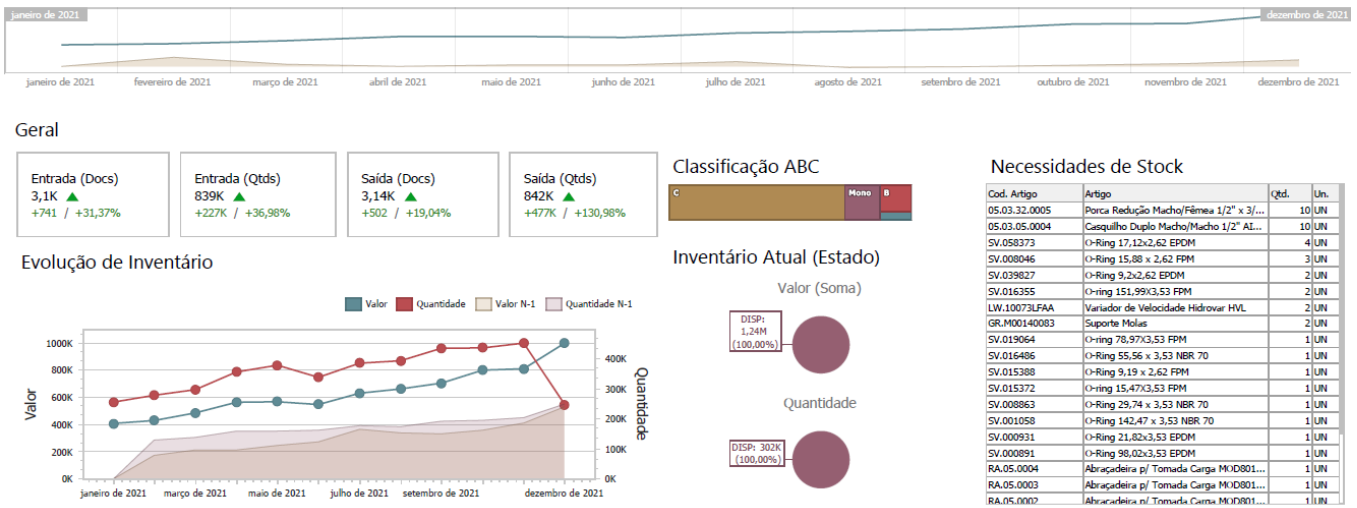 janeiro de 2021 dezembro de 2021
janeiro de 2021 fevereiro de 2021 março de 2021 abril de 2021 maio de 2021 junho de 2021 julho de 2021 agosto de 2021 setembro de 2021 outubro de 2021 novembro de 2021 dezembro de 2021
Geral
Entrada (Docs)
3,1K
+741 / +31,37%
Entrada (Qtds)
839K
+227K / +36,98%
Saída (Docs)
3,14K
+502 / +19,04%
Saída (Qtds)
842K
+477K / +130,98%
Classificação ABC
C Mono B
Evolução de Inventário
Valor Quantidade Valor N-1 Quantidade N-1
Valor
1000K
800K
600K
400K
200K
0K
400K
300K
200K
100K
0K
Quantidade
janeiro de 2021 março de 2021 maio de 2021 julho de 2021 setembro de 2021 dezembro de 2021
Inventário Atual (Estado)
Valor (Soma)
DISP:
1,24M
(100,00%)
Quantidade
DISP: 302K
(100,00%)
Necessidades de Stock
Cod. Artigo Artigo Qtd. Un.
05.03.32.0005 Porca Redução Macho/Fêmea 1/2" x 3/... 10 UN
05.03.05.0004 Casquilho Duplo Macho/Macho 1/2" AI... 10 UN
SV.058373 O-Ring 17,12x2,62 EPDM 4 UN
SV.008046 O-Ring 15,88 x 2,62 FPM 3 UN
SV.039827 O-Ring 9,2x2,62 EPDM 2 UN
SV.016355 O-ring 151,99X3,53 FPM 2 UN
LW.10073LFAA Variador de Velocidade Hidrovar HVL 2 UN
GR.M00140083 Suporte Molas 2 UN
SV.019064 O-ring 78,97X3,53 FPM 1 UN
SV.016486 O-Ring 55,56 x 3,53 NBR 70 1 UN
SV.015388 O-Ring 9,19 x 2,62 FPM 1 UN
SV.015372 O-ring 15,47X3,53 FPM 1 UN
SV.008863 O-Ring 29,74 x 3,53 NBR 70 1 UN
SV.001058 O-Ring 142,47 x 3,53 NBR 70 1 UN
SV.000931 O-Ring 21,82x3,53 EPDM 1 UN
SV.000891 O-Ring 98,02x3,53 EPDM 1 UN
RA.05.0004 Abraçadeira p/ Tomada Carga MOD801... 1 UN
RA.05.0003 Abraçadeira p/ Tomada Carga MOD801... 1 UN
RA.05.0002 Abraçadeira p/ Tomada Carga MOD801... 1 UN